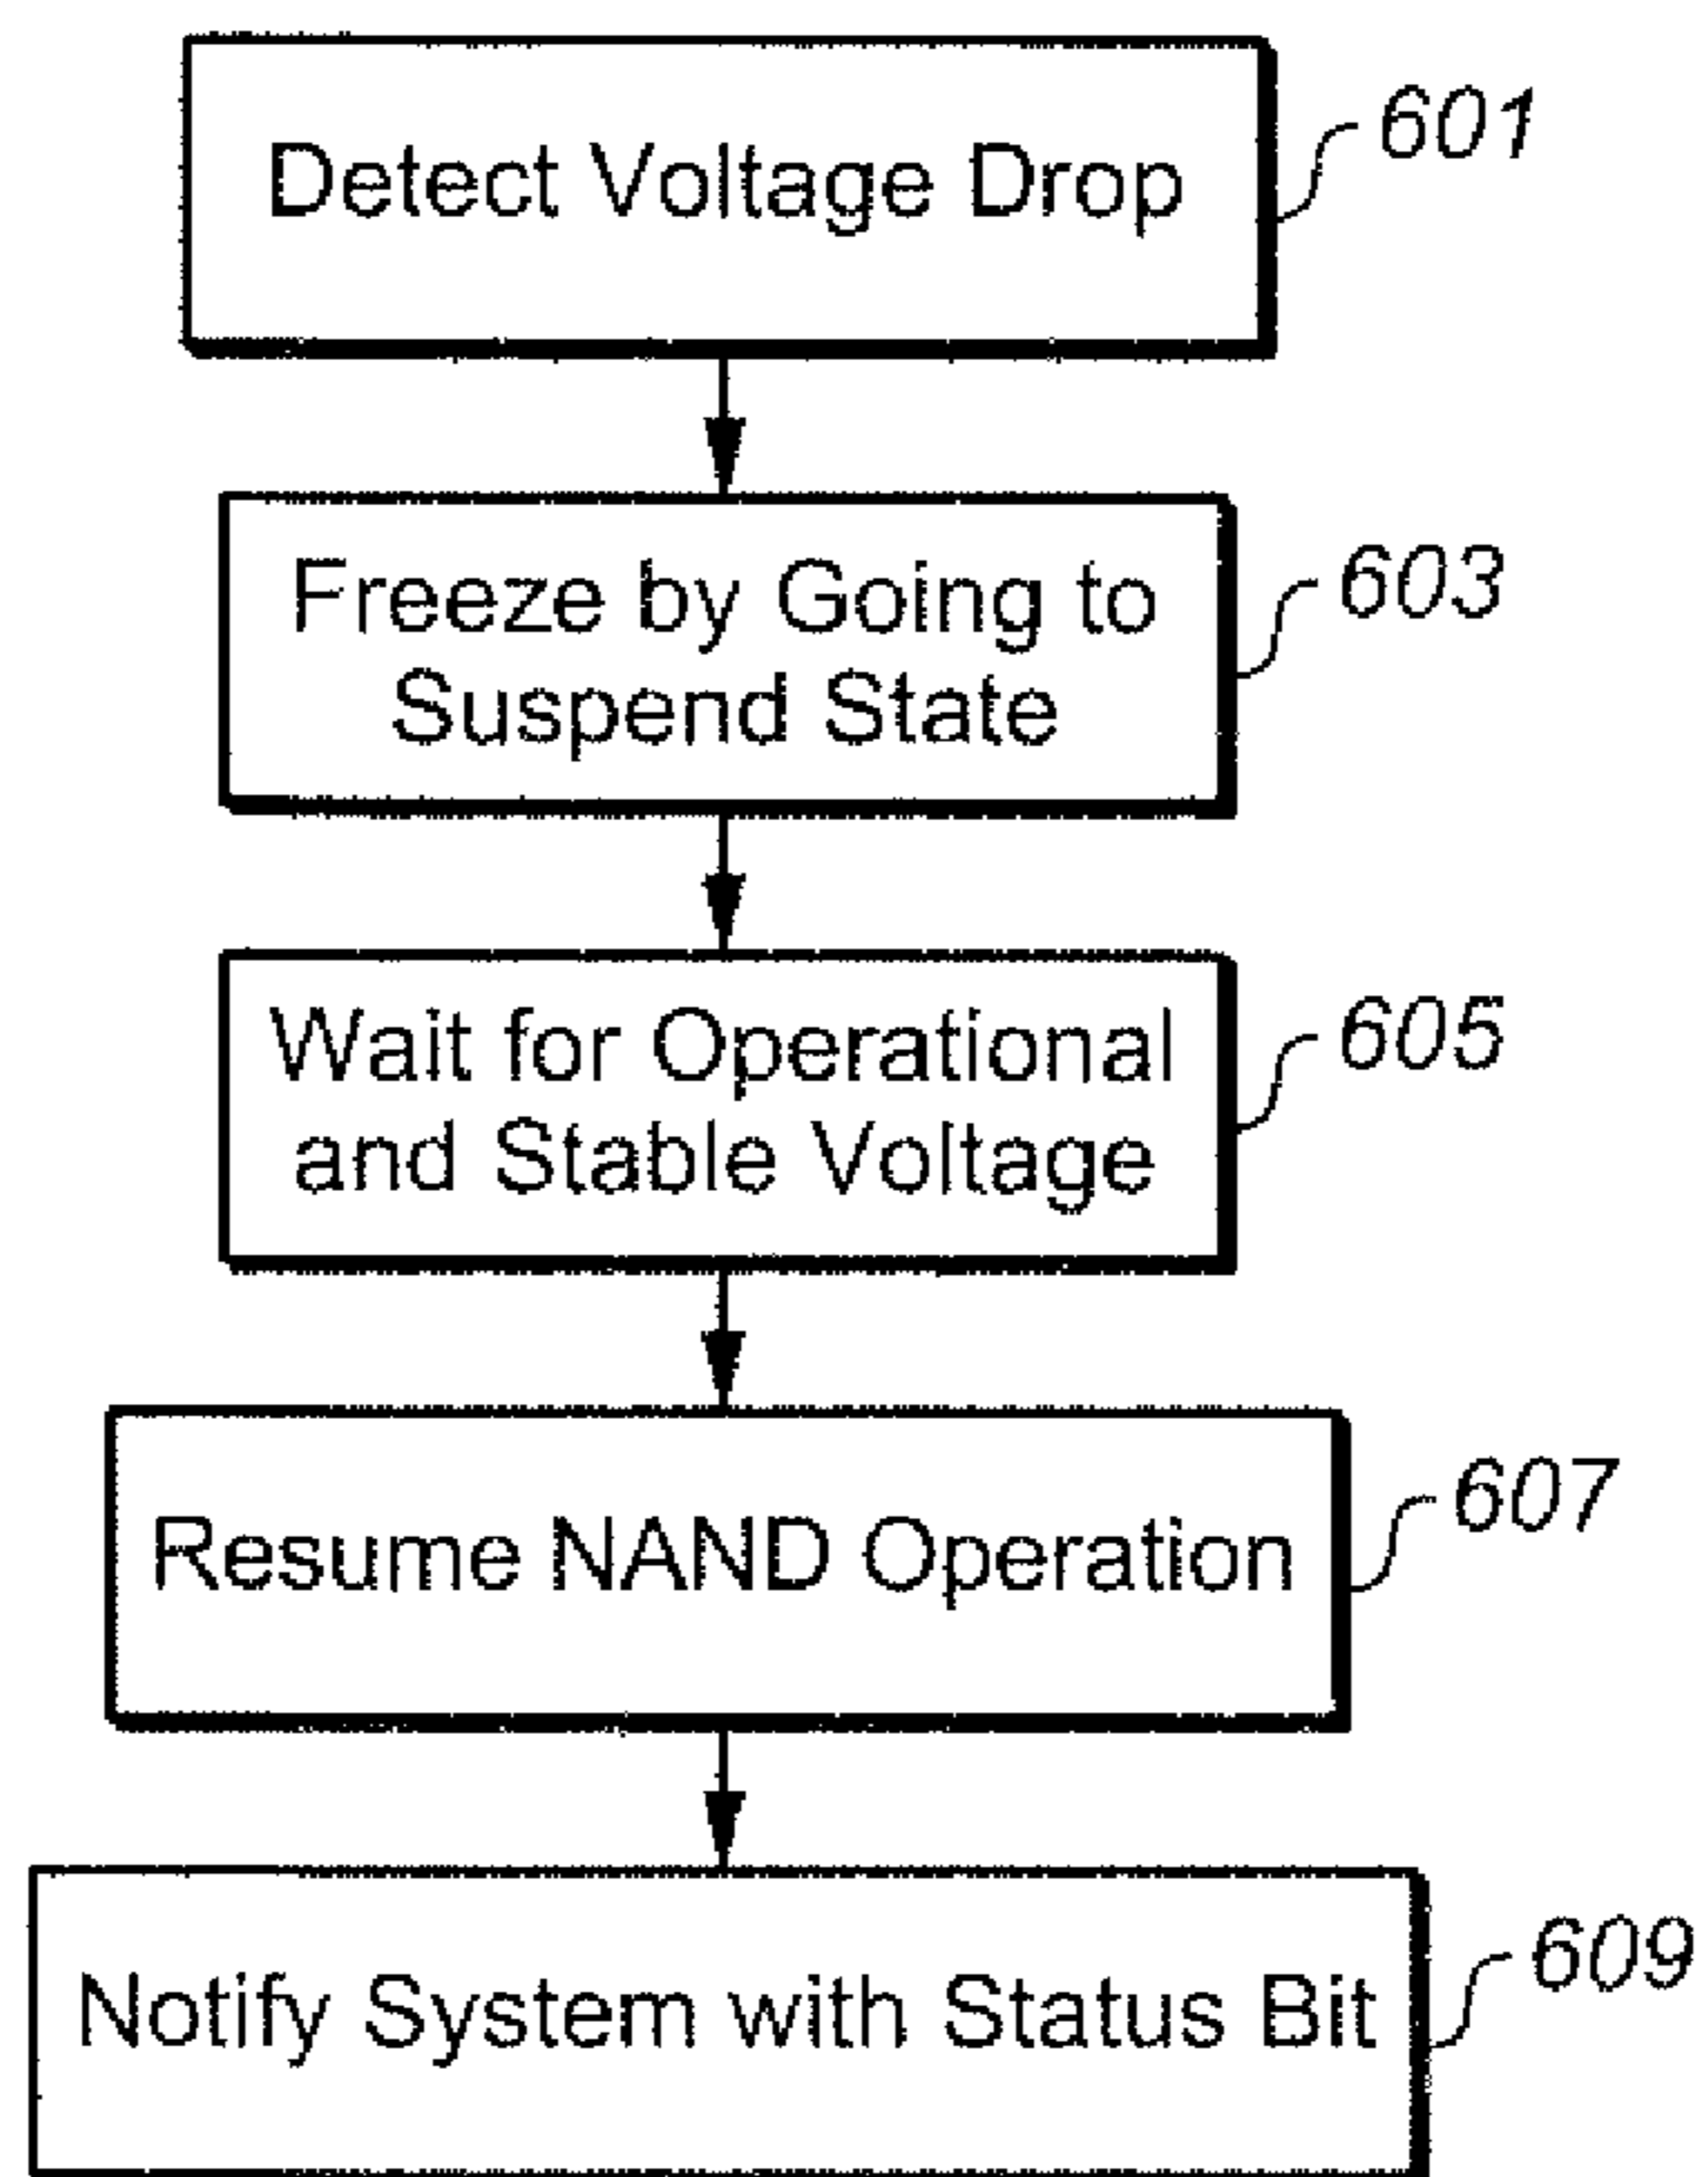 Detect Voltage Drop
601
Freeze by Going to
Suspend State
603
Wait for Operational
and Stable Voltage
605
Resume NAND Operation
607
Notify System with Status Bit
609